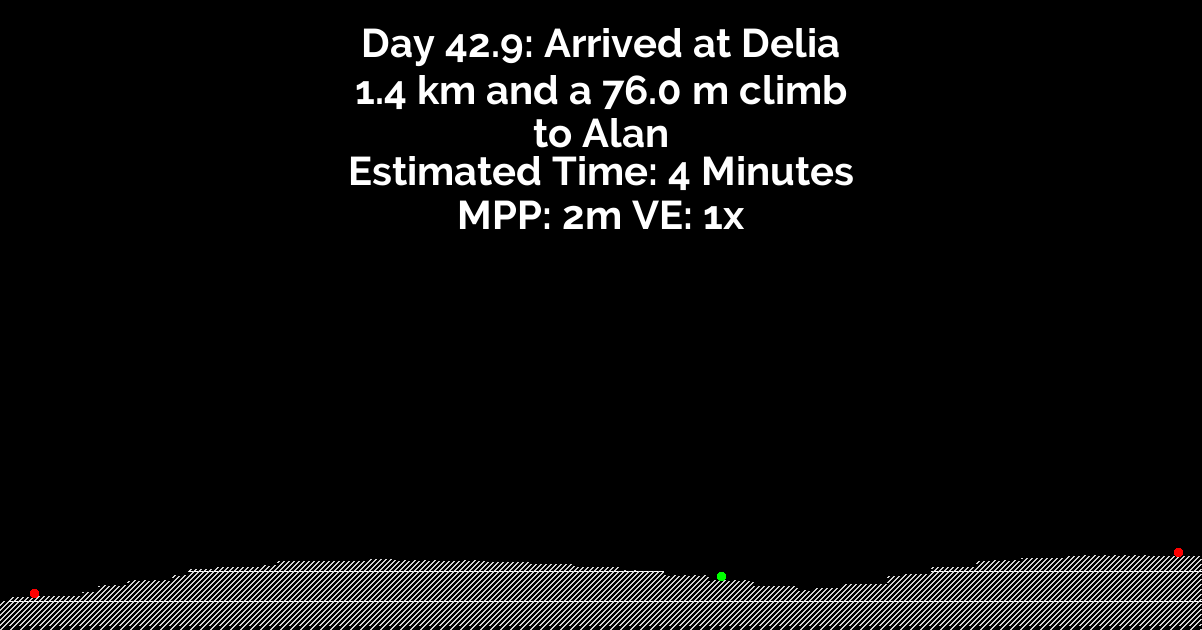 Day 42.9: Arrived at Delia
1.4 km and a 76.0 m climb
to Alan
Estimated Time: 4 Minutes
MPP: 2m VE: 1x